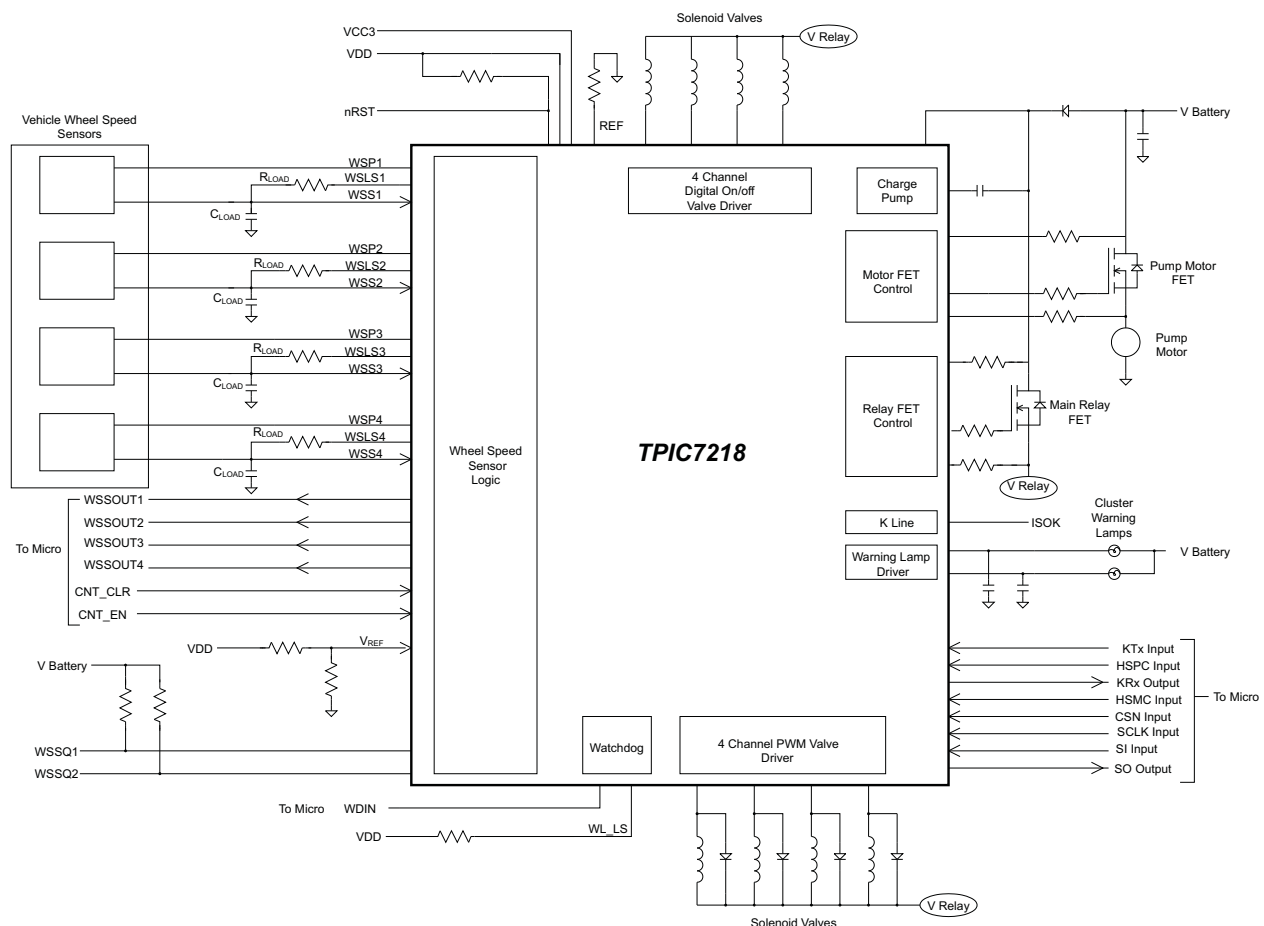 Solenoid Valves
V Relay
VCC3
VDD
nRST
REF
V Battery
Vehicle Wheel Speed
Sensors
WSP1
RLOAD
WSLS1
WSS1
CLOAD
WSP2
RLOAD
WSLS2
WSS2
CLOAD
WSP3
RLOAD
WSLS3
WSS3
CLOAD
WSP4
RLOAD
WSLS4
WSS4
CLOAD
WSSOUT1
WSSOUT2
WSSOUT3
WSSOUT4
To Micro
CNT_CLR
CNT_EN
VDD
VREF
V Battery
WSSQ1
WSSQ2
Wheel Speed
Sensor
Logic
4 Channel
Digital On/off
Valve Driver
Charge
Pump
Motor FET
Control
Pump Motor
FET
Pump
Motor
Relay FET
Control
Main Relay
FET
V Relay
TPIC7218
K Line
ISOK
Cluster
Warning
Lamps
Warning Lamp
Driver
V Battery
KTx Input
HSPC Input
KRx Output
HSMC Input
CSN Input
SCLK Input
SI Input
SO Output
To Micro
Watchdog
4 Channel PWM Valve
Driver
To Micro WDIN
VDD
WL_LS
V Relay
Solenoid Valves